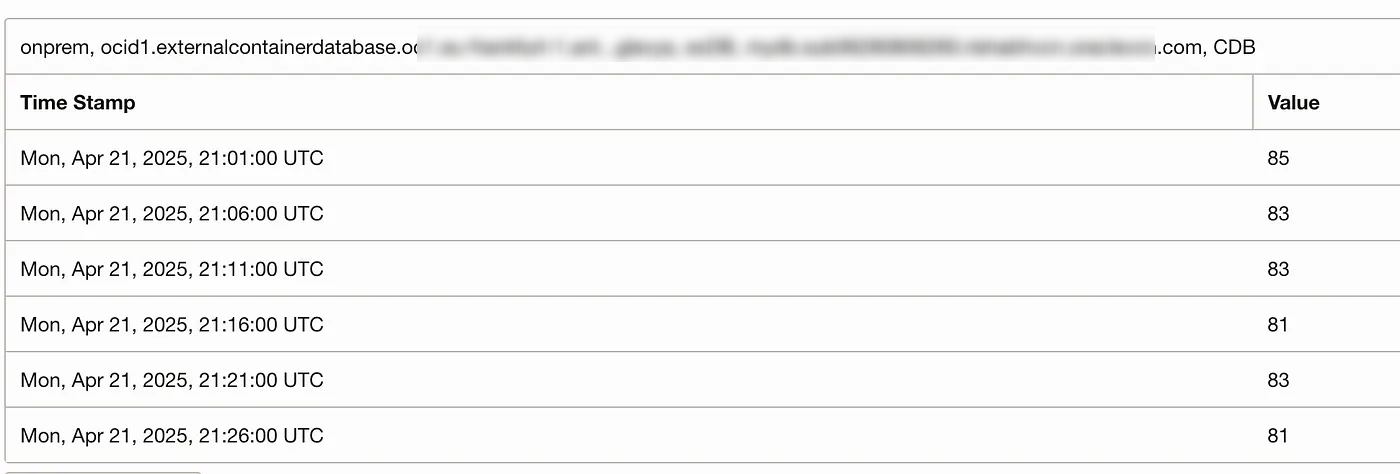 onprem, ocid1.externalcontainerdatabase.oc .com, CDB
Time Stamp Value
Mon, Apr 21, 2025, 21:01:00 UTC 85
Mon, Apr 21, 2025, 21:06:00 UTC 83
Mon, Apr 21, 2025, 21:11:00 UTC 83
Mon, Apr 21, 2025, 21:16:00 UTC 81
Mon, Apr 21, 2025, 21:21:00 UTC 83
Mon, Apr 21, 2025, 21:26:00 UTC 81